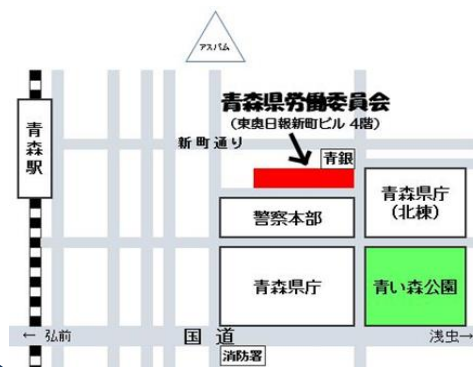 アスパム
青森県労働委員会
(東奥日報新町ビル 4階)
新町通り
青銀
青森駅
青森県庁
(北棟)
警察本部
青森県庁
青い森公園
← 弘前
国道
浅虫→
消防署